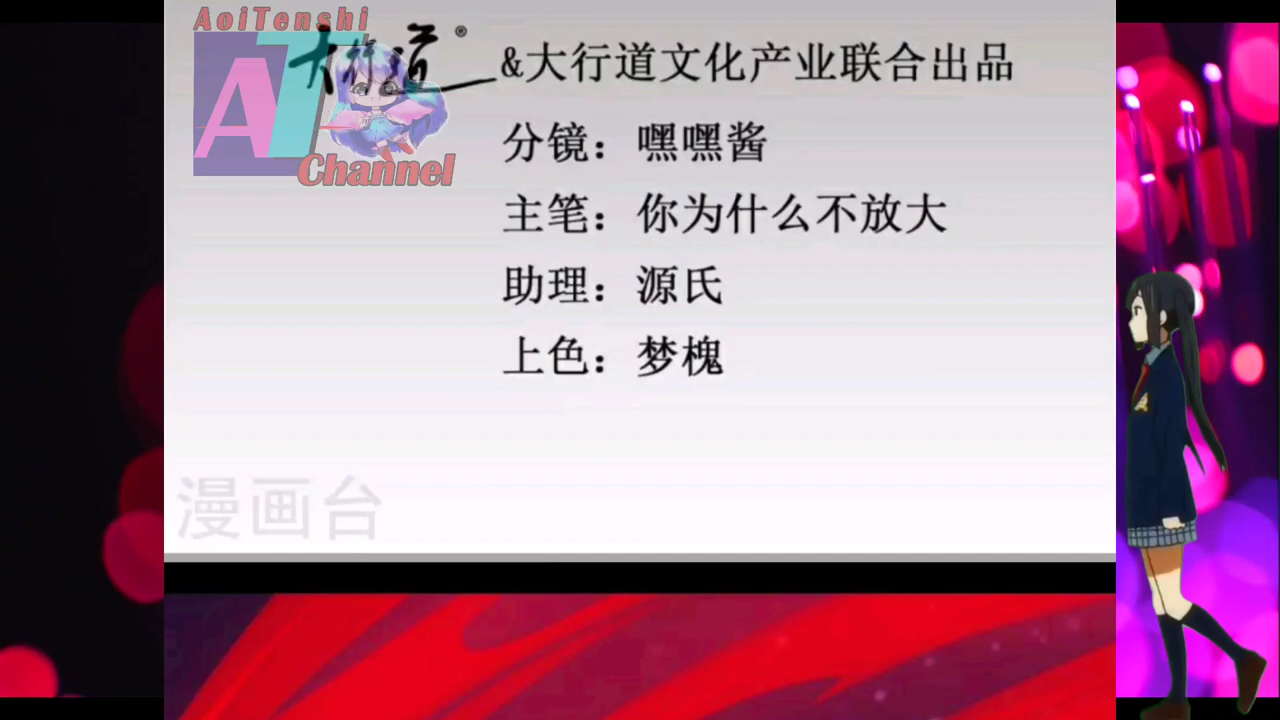 AoiTenshi
AT
Channel
大行道®
&大行道文化产业联合出品
分镜：嘿嘿酱
主笔：你为什么不放大
助理：源氏
上色：梦槐
漫画台